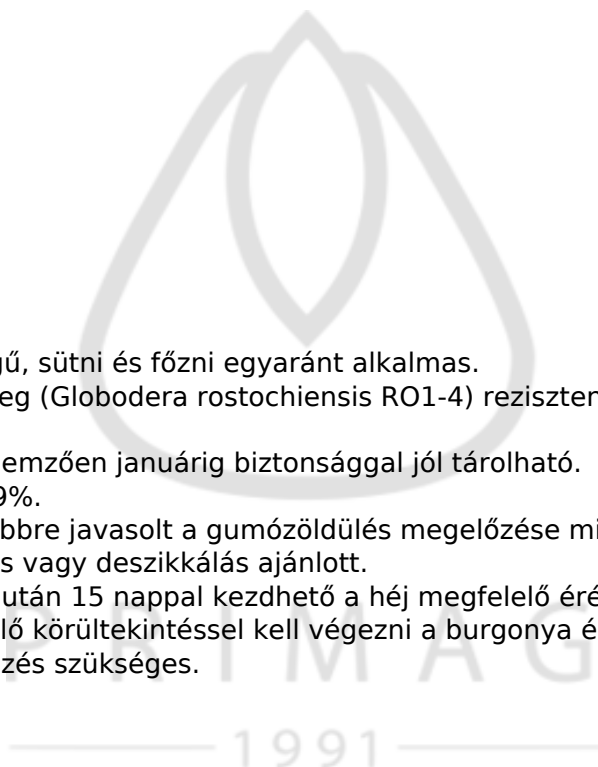 gű, sütni és főzni egyaránt alkalmas.
eg (Globodera rostochiensis RO1-4) reziszten
emzően januárig biztonsággal jól tárolható.
9%.
bbre javasolt a gumózöldülés megelőzése mi
s vagy deszikkálás ajánlott.
után 15 nappal kezdhető a héj megfelelő éré
lő körültekintéssel kell végezni a burgonya é
zés szükséges.
PRIMAG
1991